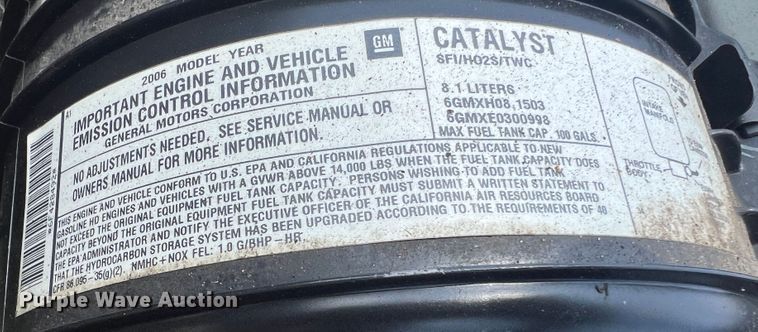 2006 MODEL YEAR
IMPORTANT ENGINE AND VEHICLE
EMISSION CONTROL INFORMATION
GENERAL MOTORS CORPORATION
GM
CATALYST
SFI/HO2S/TWC
8.1 LITERS
6GMXH08.1503
6GMXE0300998
MAX FUEL TANK CAP. 100 GALS.
NO ADJUSTMENTS NEEDED. SEE SERVICE MANUAL OR
OWNERS MANUAL FOR MORE INFORMATION.
THIS ENGINE AND VEHICLE CONFORM TO U.S. EPA AND CALIFORNIA REGULATIONS APPLICABLE TO NEW
GASOLINE HD ENGINES AND VEHICLES WITH A GVWR ABOVE 14,000 LBS WHEN THE FUEL TANK CAPACITY DOES
NOT EXCEED THE ORIGINAL EQUIPMENT FUEL TANK CAPACITY. PERSONS WISHING TO ADD FUEL TANK
CAPACITY BEYOND THE ORIGINAL EQUIPMENT FUEL TANK CAPACITY MUST SUBMIT A WRITTEN STATEMENT TO
THE EPA ADMINISTRATOR AND NOTIFY THE EXECUTIVE OFFICER OF THE CALIFORNIA AIR RESOURCES BOARD
THAT THE HYDROCARBON STORAGE SYSTEM HAS BEEN UPGRADED ACCORDING TO THE REQUIREMENTS OF 40
CFR 86.095-35(g)(2). NMHC+NOX FEL: 1.0 G/BHP-HR.
INTAKE
MANIFOLD
THROTTLE
BODY
Purple Wave Auction